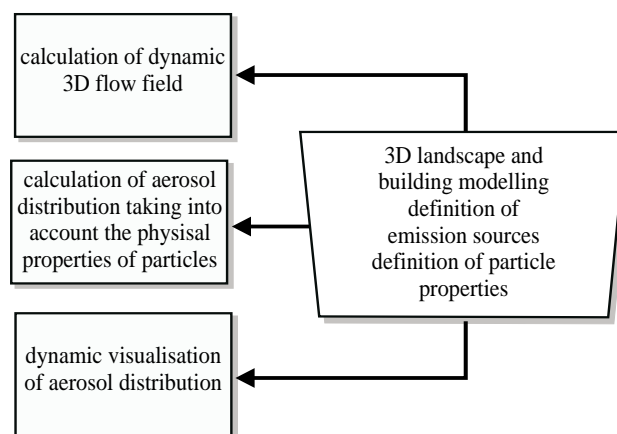 calculation of dynamic
3D flow field
calculation of aerosol
distribution taking into
account the physisal
properties of particles
dynamic visualisation
of aerosol distribution
3D landscape and
building modelling
definition of
emission sources
definition of particle
properties